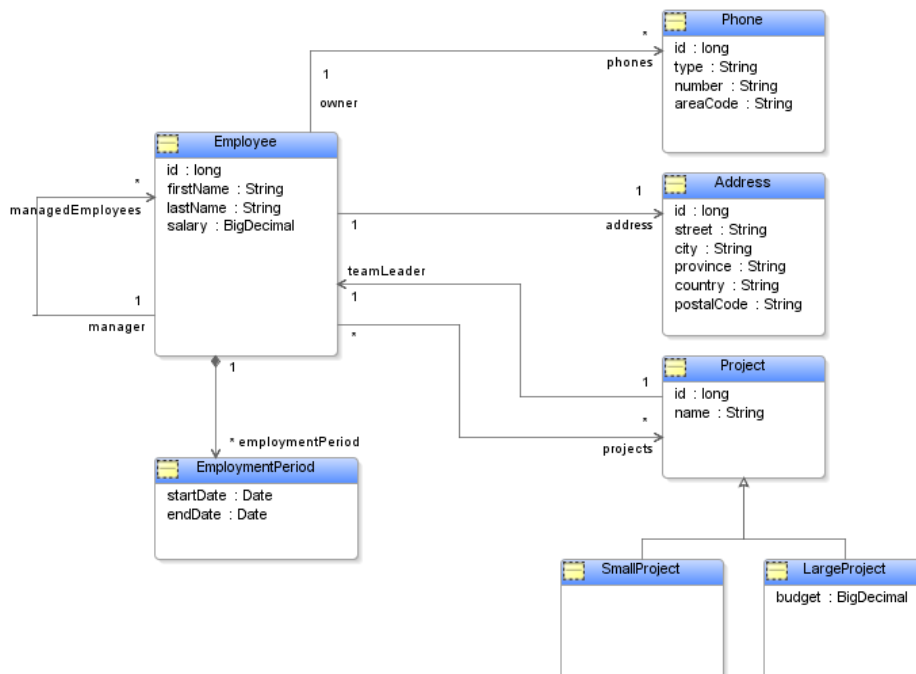 Phone
id : long
type : String
number : String
areaCode : String
*
phones
1
owner
Employee
id : long
firstName : String
lastName : String
salary : BigDecimal
*
managedEmployees
1
manager
1
address
1
Address
id : long
street : String
city : String
province : String
country : String
postalCode : String
teamLeader
1
*
1
*
projects
Project
id : long
name : String
1
* employmentPeriod
EmploymentPeriod
startDate : Date
endDate : Date
SmallProject
LargeProject
budget : BigDecimal